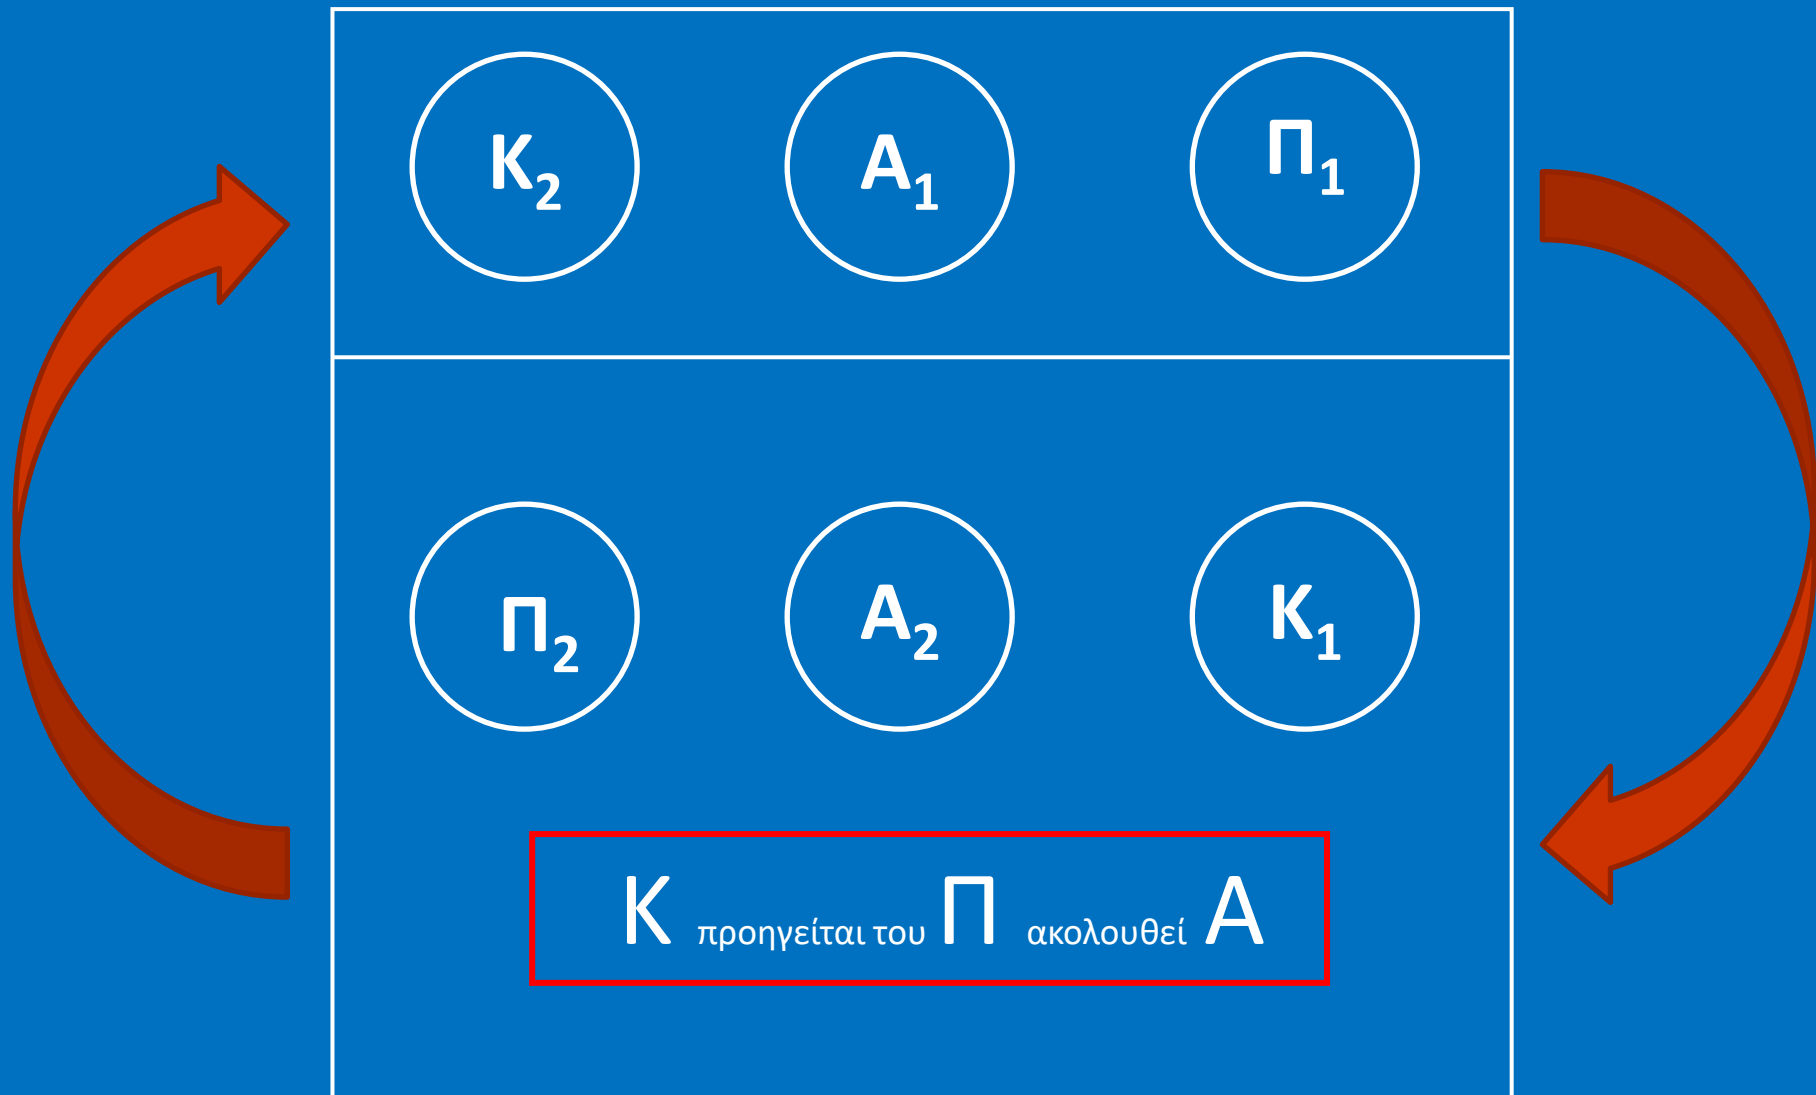 Κ₂ Α₁ Π₁
Π₂ Α₂ Κ₁
Κ προηγείται του Π ακολουθεί Α